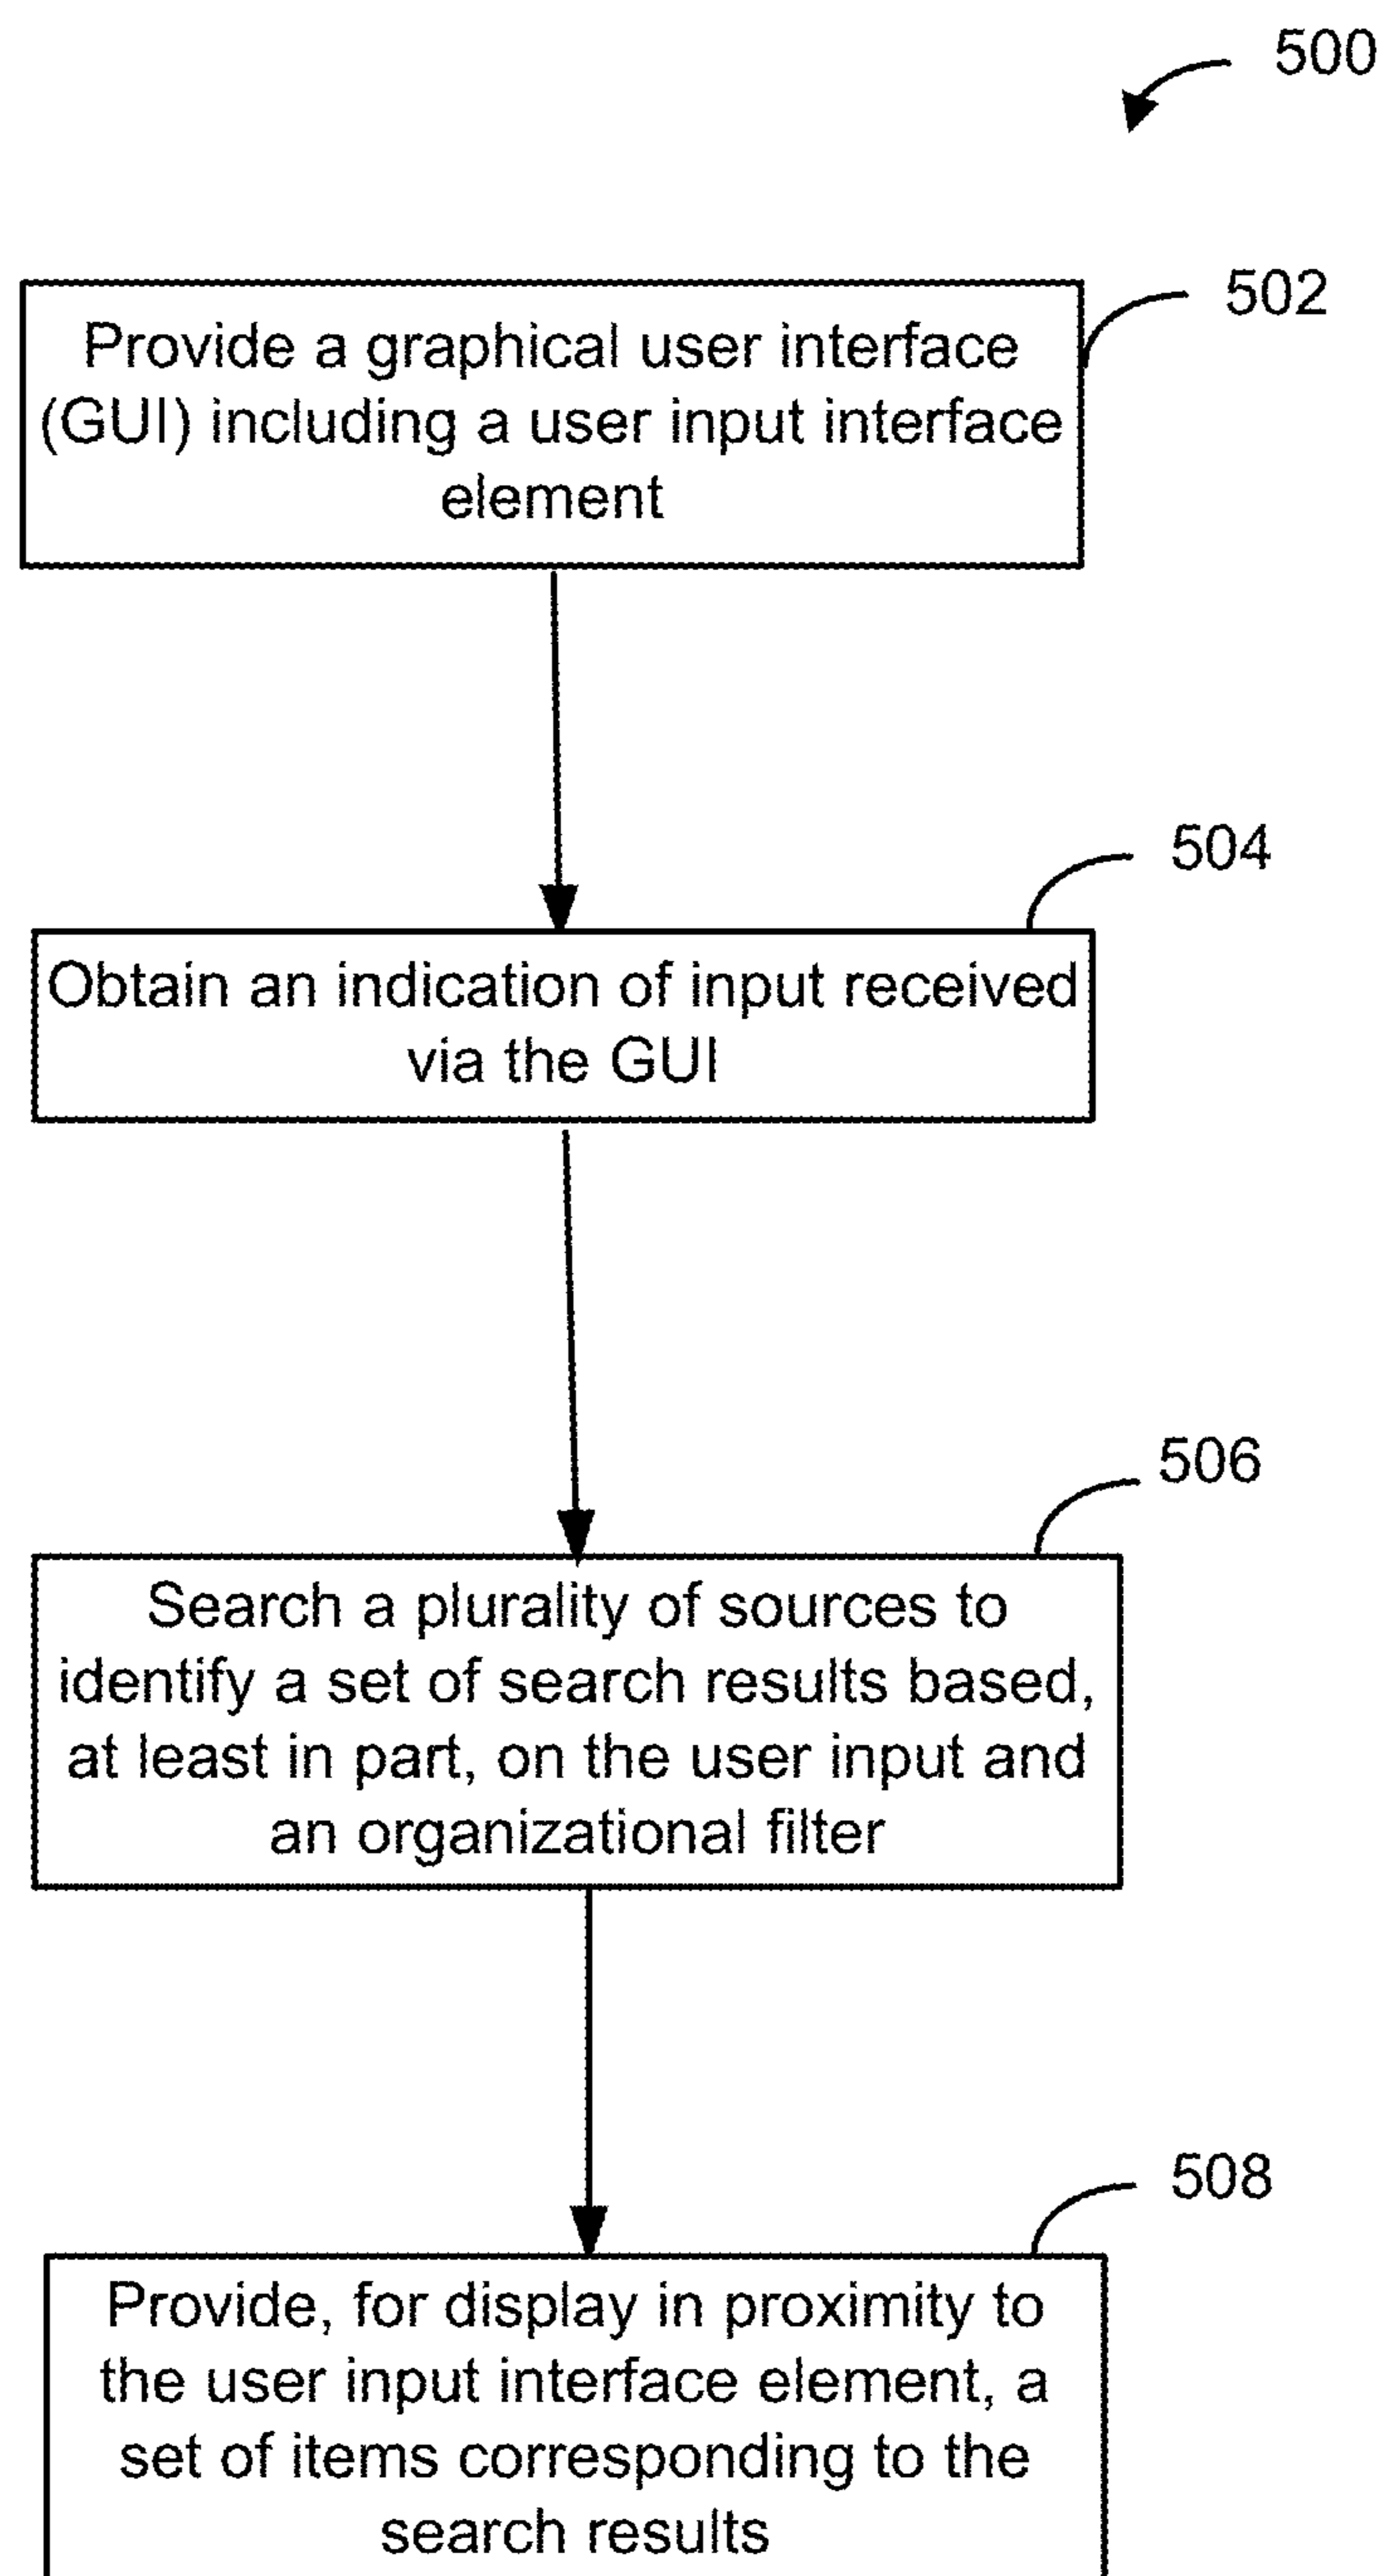 500
502
Provide a graphical user interface
(GUI) including a user input interface
element
504
Obtain an indication of input received
via the GUI
506
Search a plurality of sources to
identify a set of search results based,
at least in part, on the user input and
an organizational filter
508
Provide, for display in proximity to
the user input interface element, a
set of items corresponding to the
search results